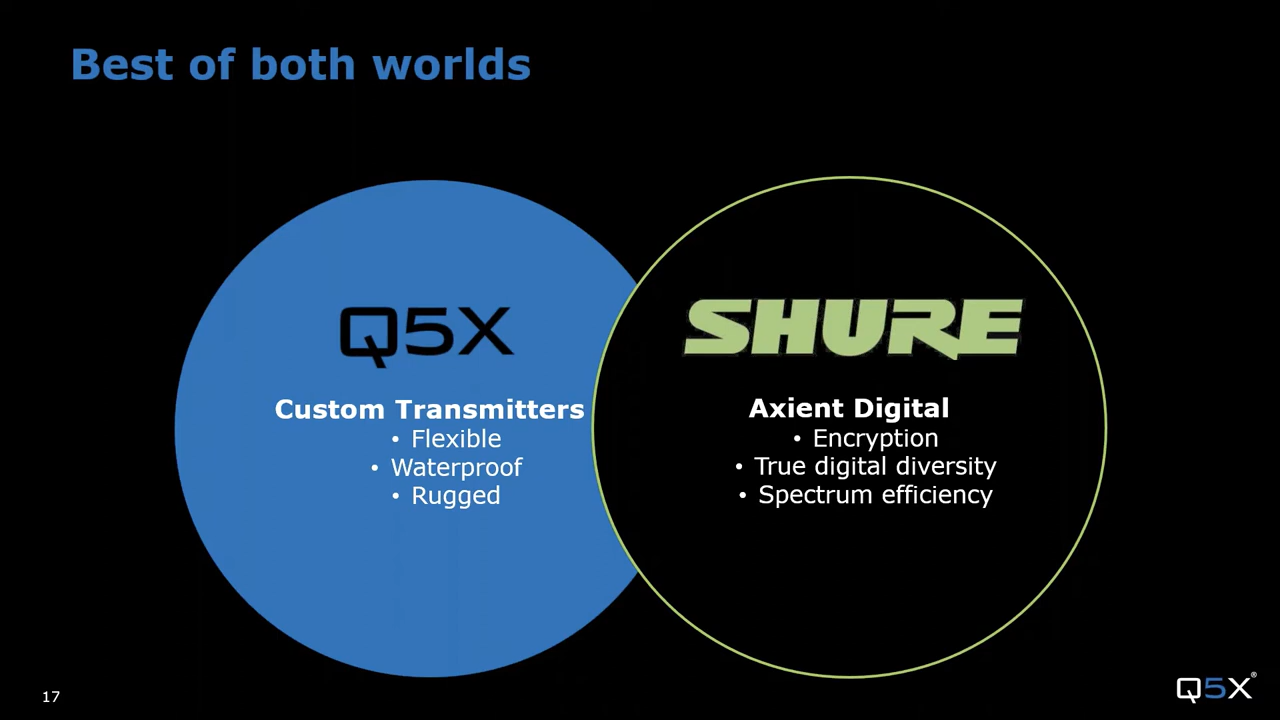 Best of both worlds
Q5X
Custom Transmitters
• Flexible
• Waterproof
• Rugged
SHURE
Axient Digital
• Encryption
• True digital diversity
• Spectrum efficiency
17
Q5X®